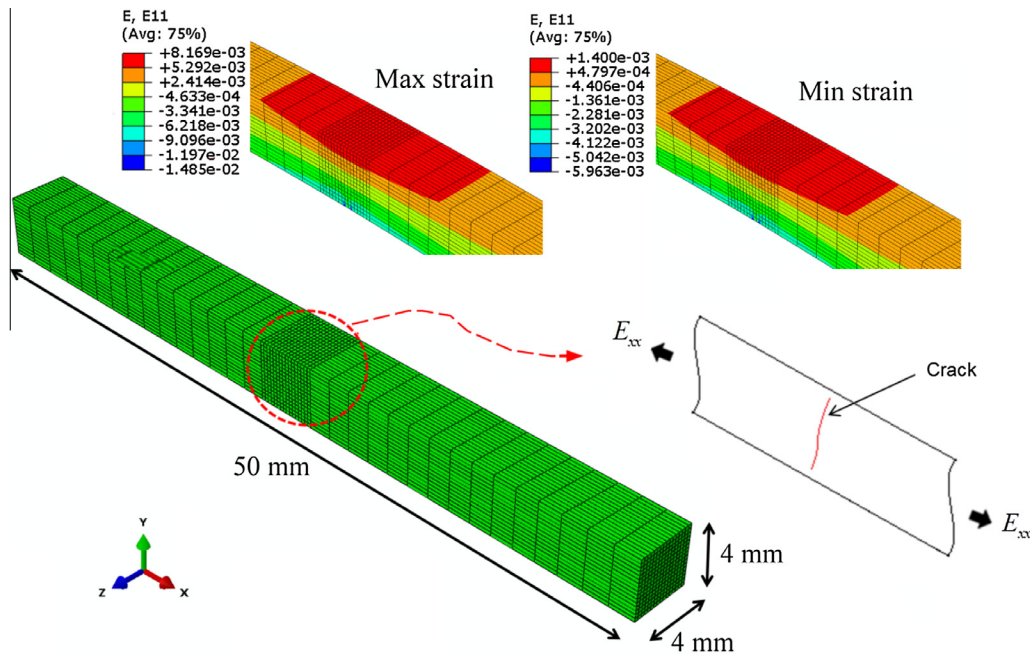 E, E11
(Avg: 75%)
+8.169e-03
+5.292e-03
+2.414e-03
-4.633e-04
-3.341e-03
-6.218e-03
-9.096e-03
-1.197e-02
-1.485e-02
Max strain
E, E11
(Avg: 75%)
+1.400e-03
+4.797e-04
-4.406e-04
-1.361e-03
-2.281e-03
-3.202e-03
-4.122e-03
-5.042e-03
-5.963e-03
Min strain
Exx
Crack
50 mm
Exx
4 mm
4 mm
Y
Z
X